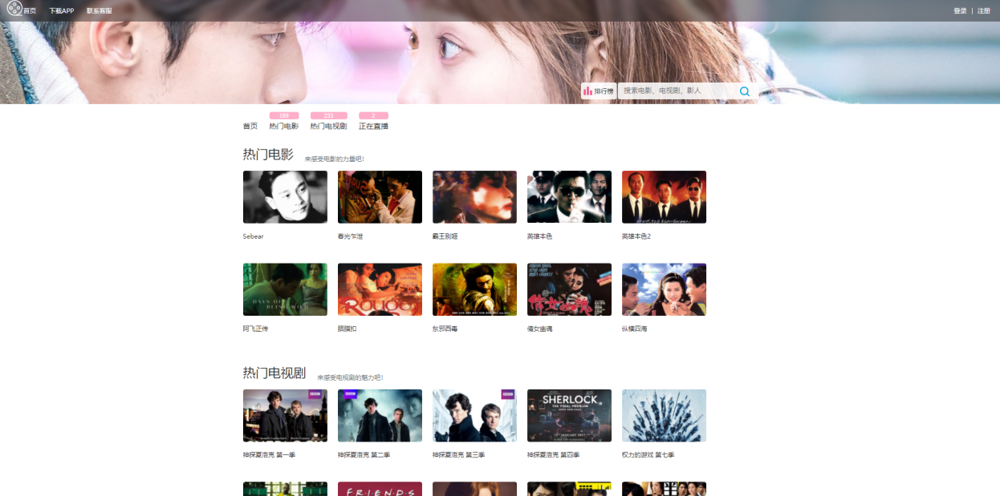 首页 下载APP 联系客服
登录 | 注册
排行榜 搜索电影、电视剧、影人
189 233 2
首页 热门电影 热门电视剧 正在直播
热门电影 来感受电影的力量吧!
DAYS OF BEING WILD
ROUGE
倩女幽魂
Sebear 春光乍泄 霸王别姬 英雄本色 英雄本色2
阿飞正传 胭脂扣 东邪西毒 倩女幽魂 纵横四海
热门电视剧 来感受电视剧的魅力吧!
SHERLOCK
THE FINAL PROBLEM
神探夏洛克 第一季 神探夏洛克 第二季 神探夏洛克 第三季 神探夏洛克 第四季 权力的游戏 第七季
FRIENDS